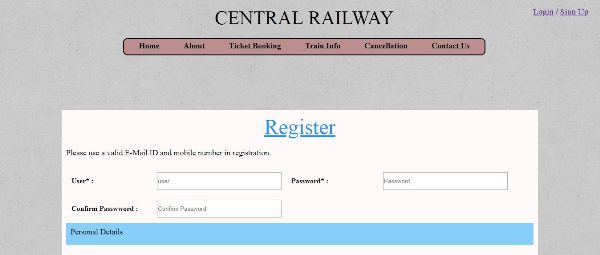 CENTRAL RAILWAY
Login / Sign Up
Home About Ticket Booking Train Info Cancellation Contact Us
Register
Please use a valid E-Mail ID and mobile number in registration.
User* : user Password* : Password
Confirm Passwword : Confirm Password
Personal Details